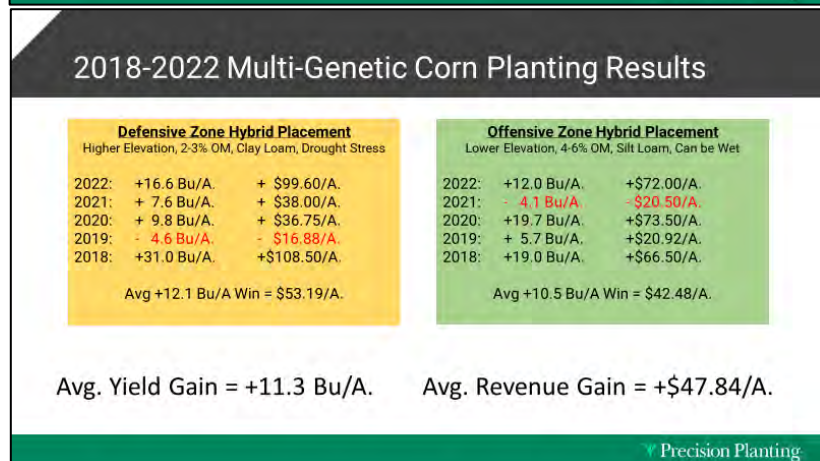 2018-2022 Multi-Genetic Corn Planting Results
Defensive Zone Hybrid Placement
Higher Elevation, 2-3% OM, Clay Loam, Drought Stress
2022: +16.6 Bu/A. + $99.60/A.
2021: + 7.6 Bu/A. + $38.00/A.
2020: + 9.8 Bu/A. + $36.75/A.
2019: - 4.6 Bu/A. - $16.88/A.
2018: +31.0 Bu/A. +$108.50/A.
Avg +12.1 Bu/A Win = $53.19/A.
Offensive Zone Hybrid Placement
Lower Elevation, 4-6% OM, Silt Loam, Can be Wet
2022: +12.0 Bu/A. +$72.00/A.
2021: - 4.1 Bu/A. -$20.50/A.
2020: +19.7 Bu/A. +$73.50/A.
2019: + 5.7 Bu/A. +$20.92/A.
2018: +19.0 Bu/A. +$66.50/A.
Avg +10.5 Bu/A Win = $42.48/A.
Avg. Yield Gain = +11.3 Bu/A.
Avg. Revenue Gain = +$47.84/A.
Precision Planting